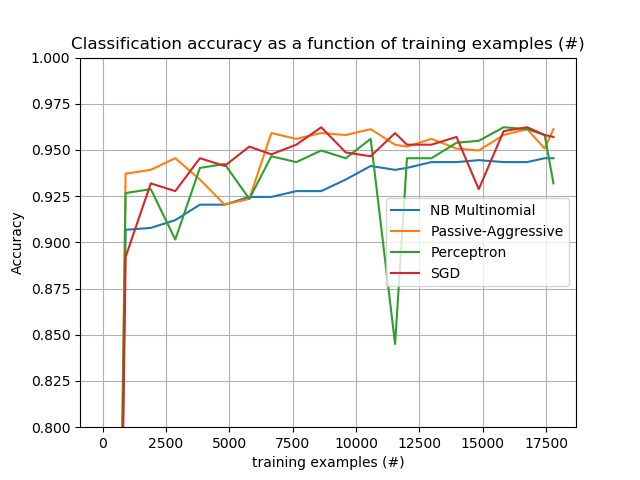 Classification accuracy as a function of training examples (#)
1.000
0.975
0.950
0.925
0.900
0.875
0.850
0.825
0.800
Accuracy
NB Multinomial
Passive-Aggressive
Perceptron
SGD
0 2500 5000 7500 10000 12500 15000 17500
training examples (#)